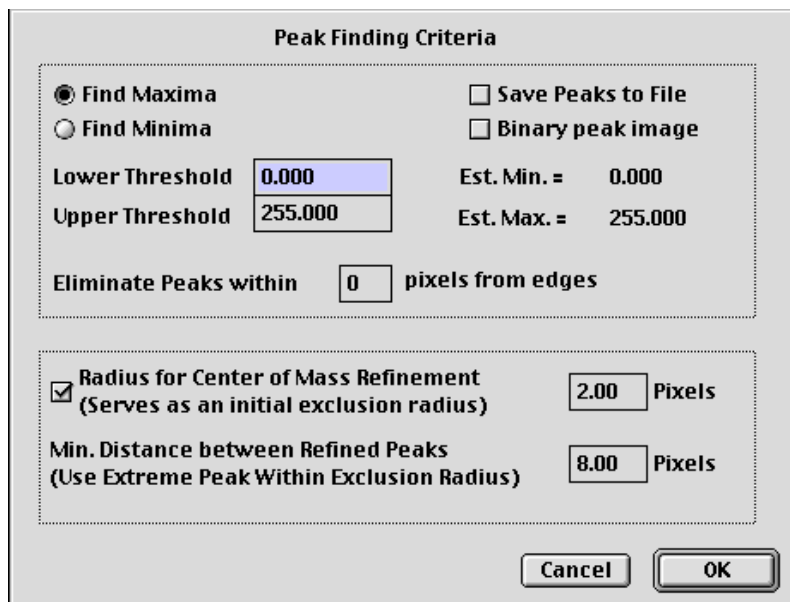 Peak Finding Criteria
Find Maxima
Save Peaks to File
Find Minima
Binary peak image
Lower Threshold 0.000
Est. Min. = 0.000
Upper Threshold 255.000
Est. Max. = 255.000
Eliminate Peaks within 0 pixels from edges
Radius for Center of Mass Refinement
(Serves as an initial exclusion radius)
2.00 Pixels
Min. Distance between Refined Peaks
(Use Extreme Peak Within Exclusion Radius)
8.00 Pixels
Cancel
OK